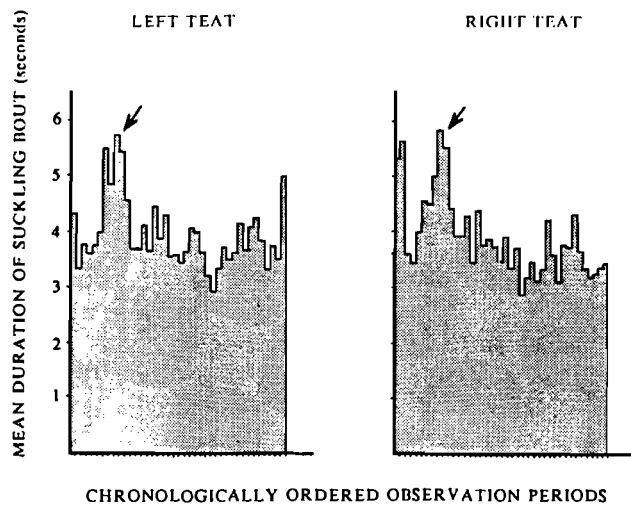 LEFT TEAT
RIGHT TEAT
MEAN DURATION OF SUCKLING BOUT (seconds)
6
5
4
3
2
1
CHRONOLOGICALLY ORDERED OBSERVATION PERIODS